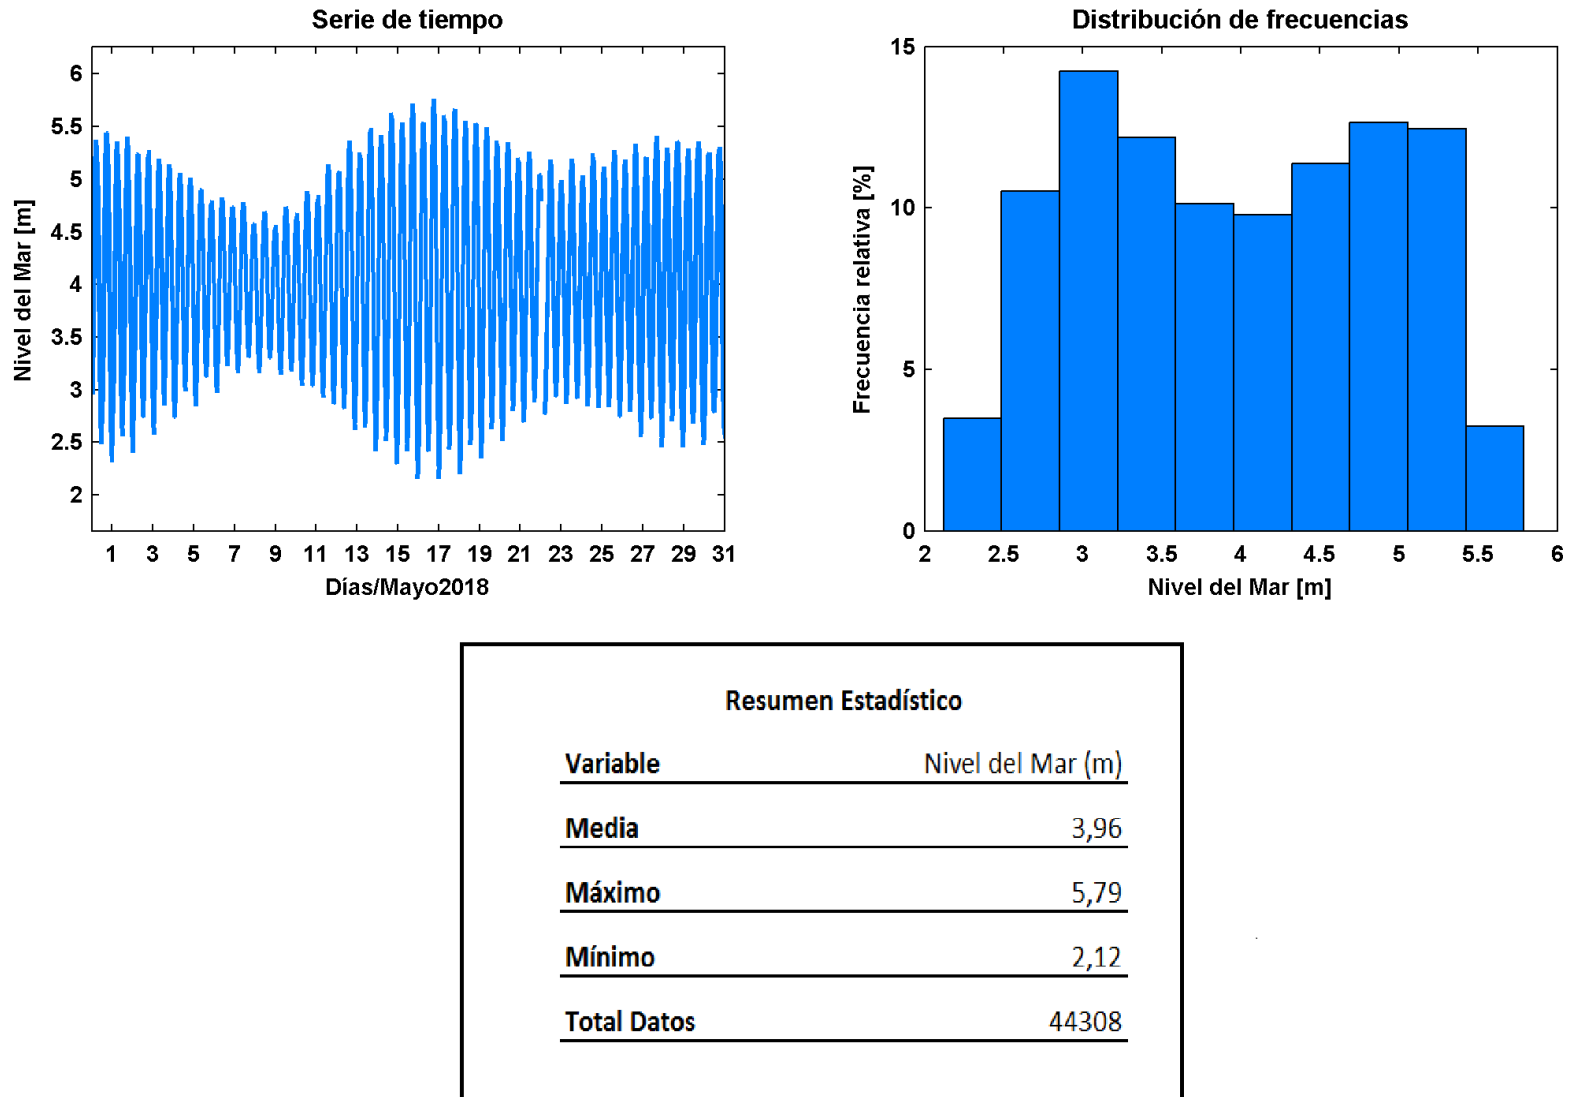 Serie de tiempo
Nivel del Mar [m]
6
5.5
5
4.5
4
3.5
3
2.5
2
1 3 5 7 9 11 13 15 17 19 21 23 25 27 29 31
Días/Mayo2018
Distribución de frecuencias
Frecuencia relativa [%]
15
10
5
0
2 2.5 3 3.5 4 4.5 5 5.5 6
Nivel del Mar [m]
Resumen Estadístico
Variable Nivel del Mar (m)
Media 3,96
Máximo 5,79
Mínimo 2,12
Total Datos 44308